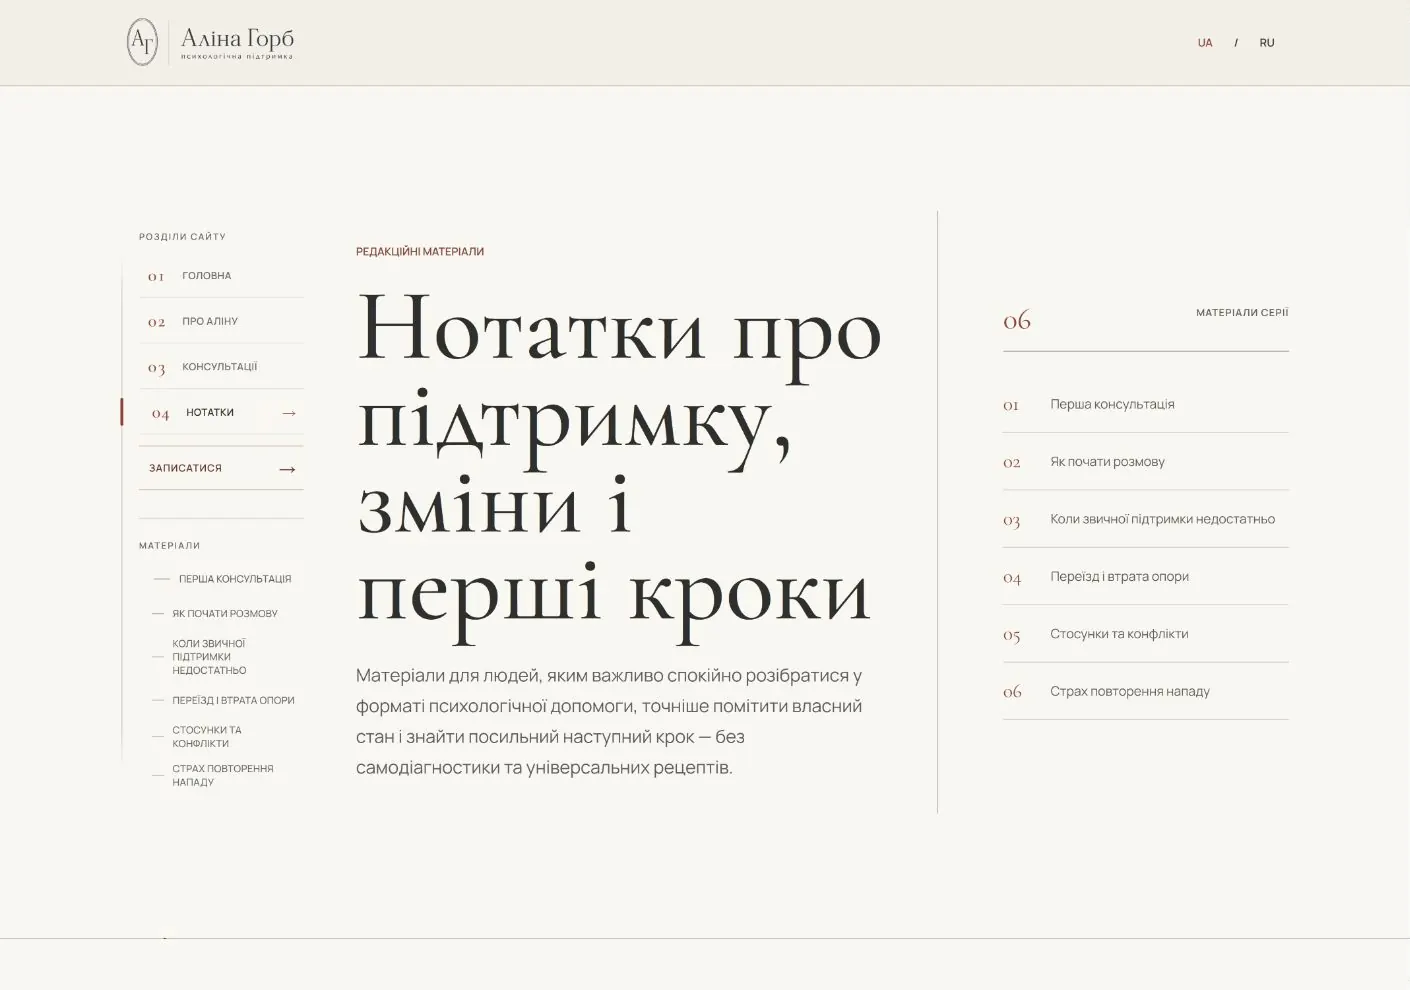 АГ
Аліна Горб
психологічна підтримка
UA / RU
РОЗДІЛИ САЙТУ
01 ГОЛОВНА
02 ПРО АЛІНУ
03 КОНСУЛЬТАЦІЇ
04 НОТАТКИ →
ЗАПИСАТИСЯ →
МАТЕРІАЛИ
— ПЕРША КОНСУЛЬТАЦІЯ
— ЯК ПОЧАТИ РОЗМОВУ
— КОЛИ ЗВИЧНОЇ
ПІДТРИМКИ
НЕДОСТАТНЬО
— ПЕРЕЇЗД І ВТРАТА ОПОРИ
— СТОСУНКИ ТА
КОНФЛІКТИ
— СТРАХ ПОВТОРЕННЯ
НАПАДУ
РЕДАКЦІЙНІ МАТЕРІАЛИ
Нотатки про
підтримку,
зміни і
перші кроки
Матеріали для людей, яким важливо спокійно розібратися у
форматі психологічної допомоги, точніше помітити власний
стан і знайти посильний наступний крок — без
самодіагностики та універсальних рецептів.
06 МАТЕРІАЛИ СЕРІЇ
01 Перша консультація
02 Як почати розмову
03 Коли звичної підтримки недостатньо
04 Переїзд і втрата опори
05 Стосунки та конфлікти
06 Страх повторення нападу